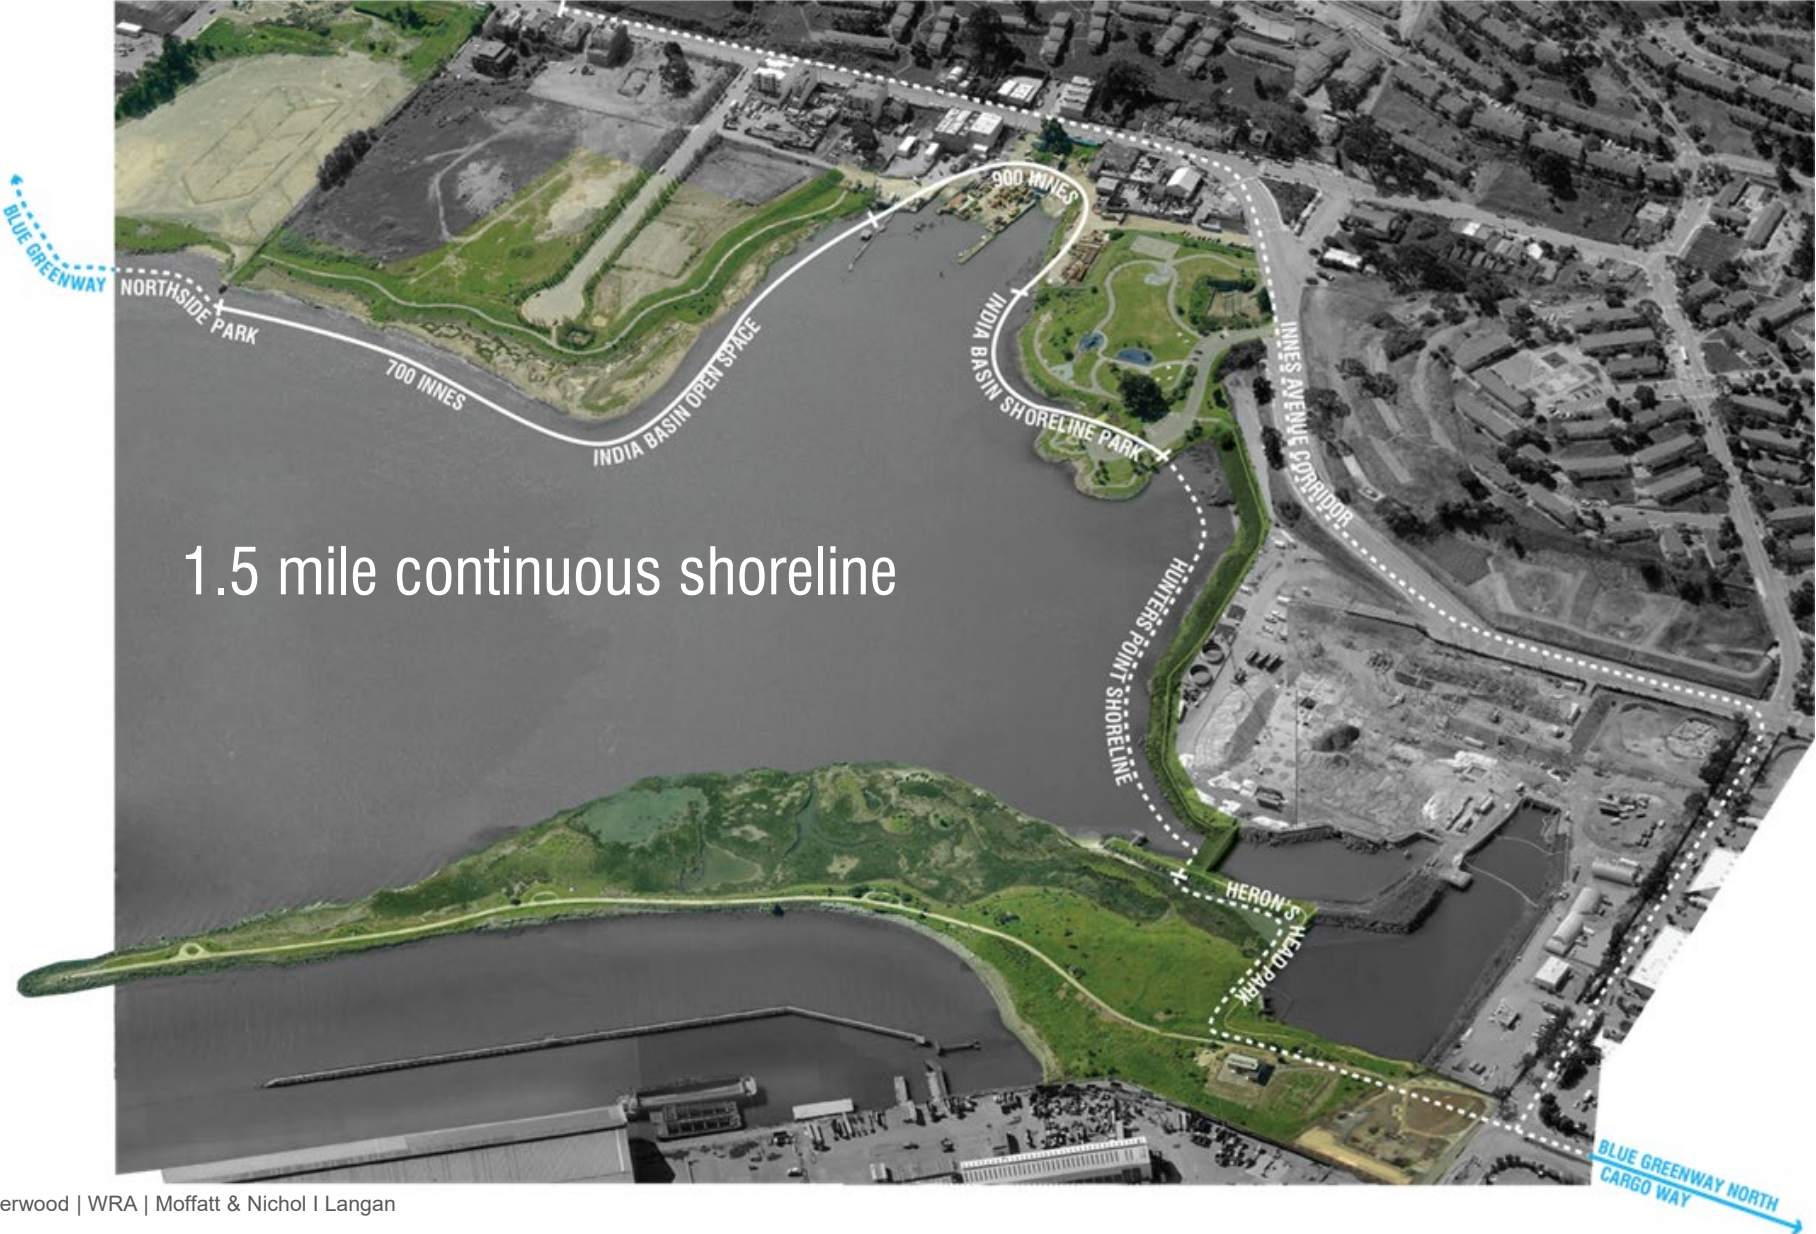 900 INNES
BLUE GREENWAY
NORTHSIDE PARK
700 INNES
INDIA BASIN OPEN SPACE
INDIA BASIN SHORELINE PARK
INNES AVENUE CORRIDOR
1.5 mile continuous shoreline
HUNTERS POINT SHORELINE
HERON'S HEAD PARK
BLUE GREENWAY NORTH
CARGO WAY
erwood | WRA | Moffatt & Nichol I Langan